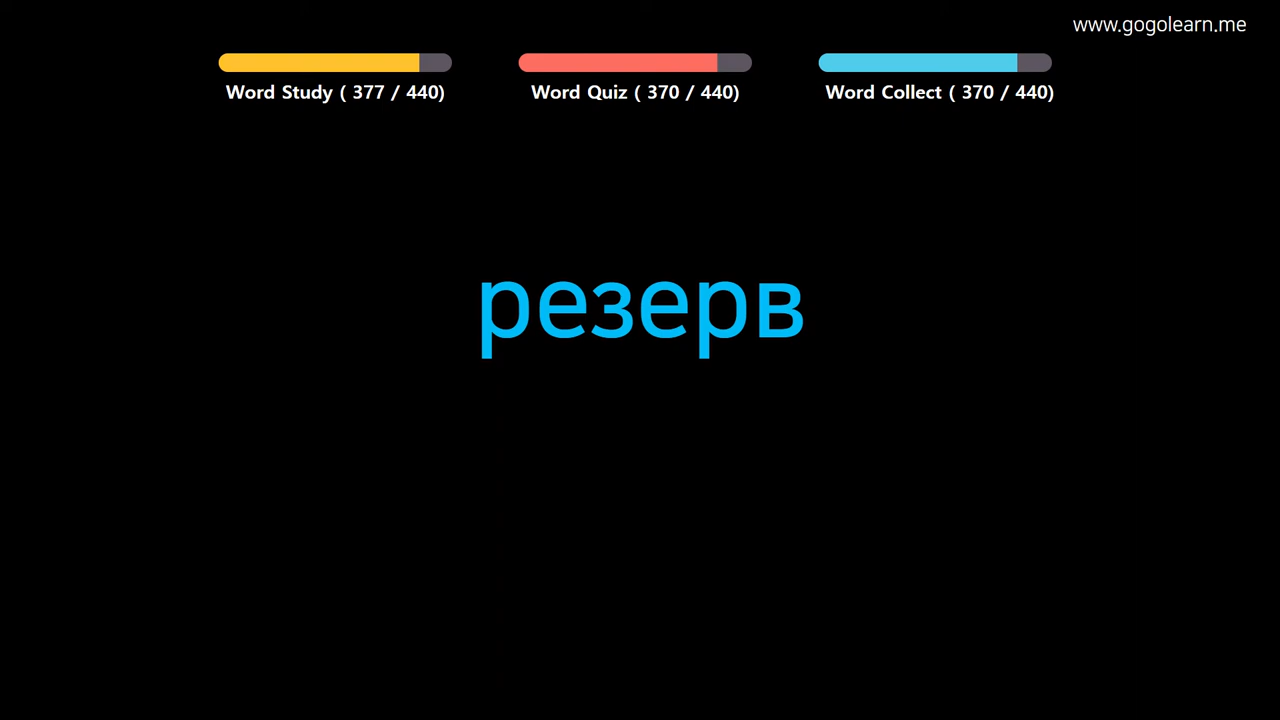 www.gogolearn.me
Word Study ( 377 / 440)
Word Quiz ( 370 / 440)
Word Collect ( 370 / 440)
резерв